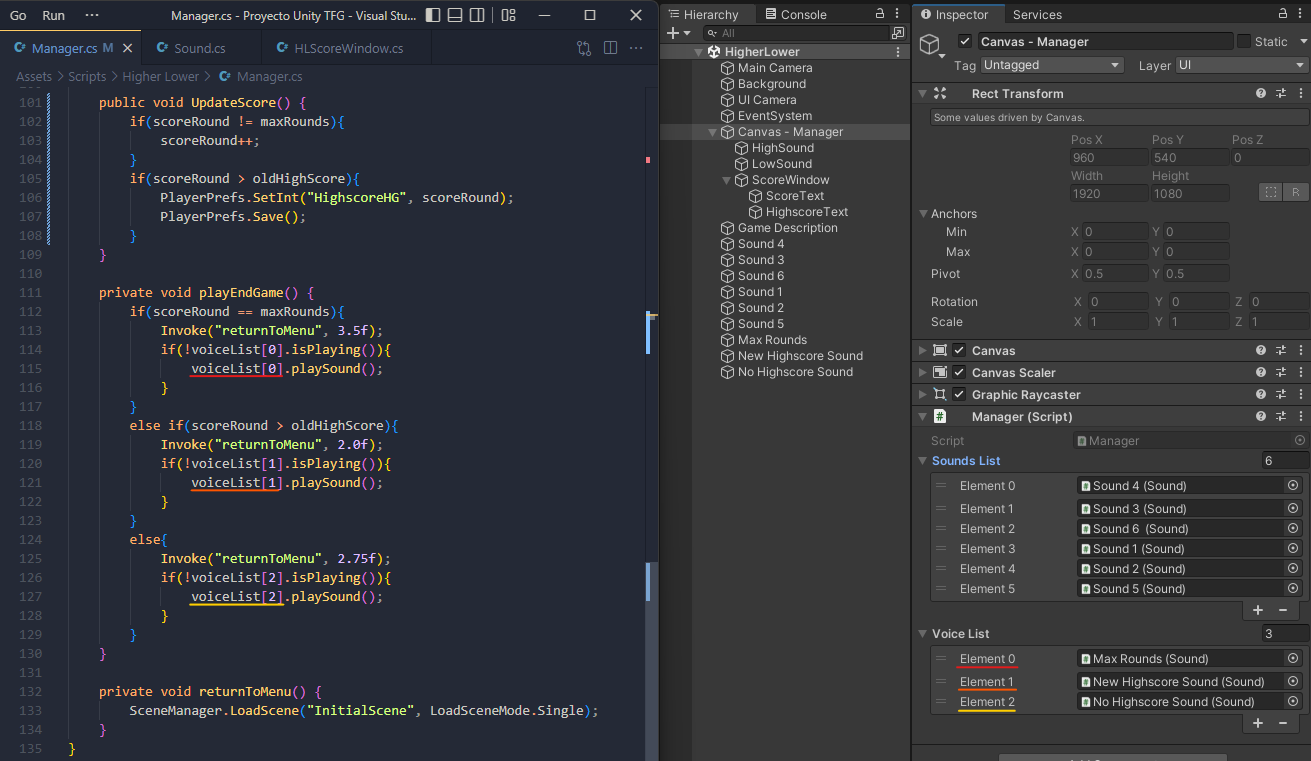 Go Run ··· Manager.cs - Proyecto Unity TFG - Visual Stu...
Manager.cs M Sound.cs HLScoreWindow.cs
Assets > Scripts > Higher Lower > Manager.cs
101 public void UpdateScore() {
102 if(scoreRound != maxRounds){
103 scoreRound++;
104 }
105 if(scoreRound > oldHighScore){
106 PlayerPrefs.SetInt("HighscoreHG", scoreRound);
107 PlayerPrefs.Save();
108 }
109 }
110
111 private void playEndGame() {
112 if(scoreRound == maxRounds){
113 Invoke("returnToMenu", 3.5f);
114 if(!voiceList[0].isPlaying()){
115 voiceList[0].playSound();
116 }
117 }
118 else if(scoreRound > oldHighScore){
119 Invoke("returnToMenu", 2.0f);
120 if(!voiceList[1].isPlaying()){
121 voiceList[1].playSound();
122 }
123 }
124 else{
125 Invoke("returnToMenu", 2.75f);
126 if(!voiceList[2].isPlaying()){
127 voiceList[2].playSound();
128 }
129 }
130 }
131
132 private void returnToMenu() {
133 SceneManager.LoadScene("InitialScene", LoadSceneMode.Single);
134 }
135 }
Hierarchy Console
All
HigherLower
Main Camera
Background
UI Camera
EventSystem
Canvas - Manager
HighSound
LowSound
ScoreWindow
ScoreText
HighscoreText
Game Description
Sound 4
Sound 3
Sound 6
Sound 1
Sound 2
Sound 5
Max Rounds
New Highscore Sound
No Highscore Sound
Inspector Services
Canvas - Manager Static
Tag Untagged Layer UI
Rect Transform
Some values driven by Canvas.
Pos X Pos Y Pos Z
960 540 0
Width Height
1920 1080 R
Anchors
Min X 0 Y 0
Max X 0 Y 0
Pivot X 0.5 Y 0.5
Rotation X 0 Y 0 Z 0
Scale X 1 Y 1 Z 1
Canvas
Canvas Scaler
Graphic Raycaster
# Manager (Script)
Script Manager
Sounds List 6
Element 0 Sound 4 (Sound)
Element 1 Sound 3 (Sound)
Element 2 Sound 6 (Sound)
Element 3 Sound 1 (Sound)
Element 4 Sound 2 (Sound)
Element 5 Sound 5 (Sound)
+ −
Voice List 3
Element 0 Max Rounds (Sound)
Element 1 New Highscore Sound (Sound)
Element 2 No Highscore Sound (Sound)
+ −